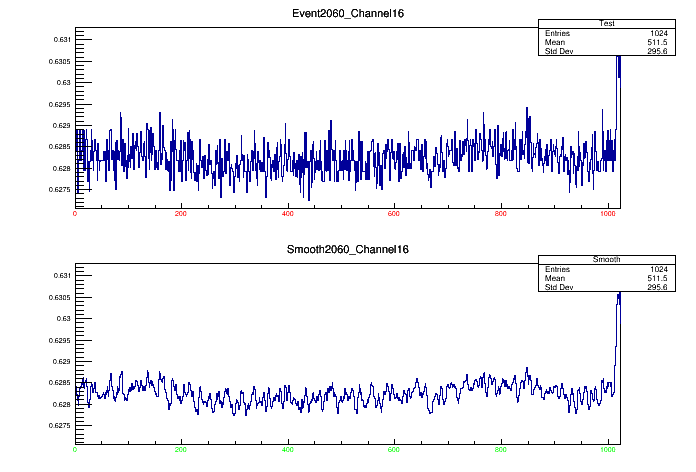 Event2060_Channel16
Test
Entries 1024
Mean 511.5
Std Dev 295.6
0.631
0.6305
0.63
0.6295
0.629
0.6285
0.628
0.6275
0 200 400 600 800 1000
Smooth2060_Channel16
Smooth
Entries 1024
Mean 511.5
Std Dev 295.6
0.631
0.6305
0.63
0.6295
0.629
0.6285
0.628
0.6275
0 200 400 600 800 1000